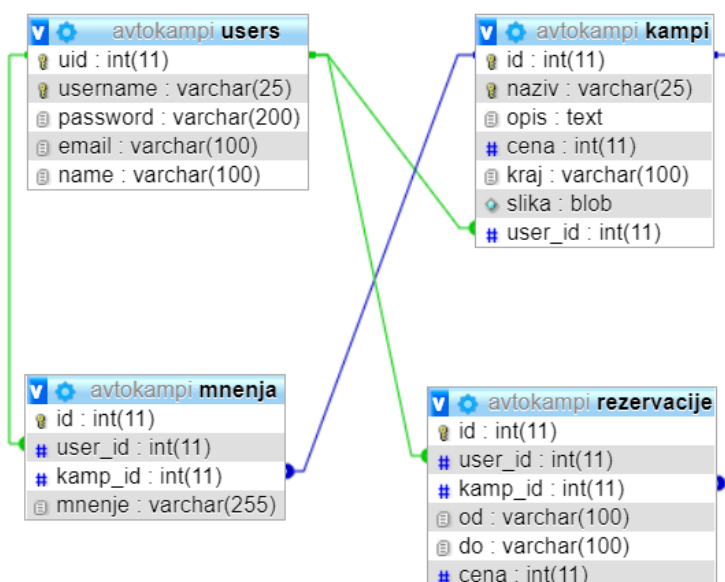 v avtokampi users
uid : int(11)
username : varchar(25)
password : varchar(200)
email : varchar(100)
name : varchar(100)
v avtokampi kampi
id : int(11)
naziv : varchar(25)
opis : text
# cena : int(11)
kraj : varchar(100)
slika : blob
# user_id : int(11)
v avtokampi mnenja
id : int(11)
# user_id : int(11)
# kamp_id : int(11)
mnenje : varchar(255)
v avtokampi rezervacije
id : int(11)
# user_id : int(11)
# kamp_id : int(11)
od : varchar(100)
do : varchar(100)
# cena : int(11)